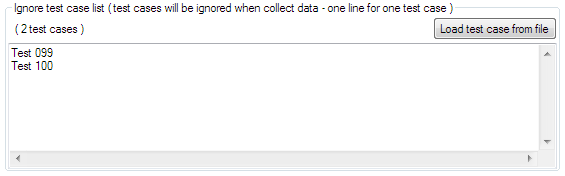 Ignore test case list ( test cases will be ignored when collect data - one line for one test case )
( 2 test cases )
Load test case from file
Test 099
Test 100